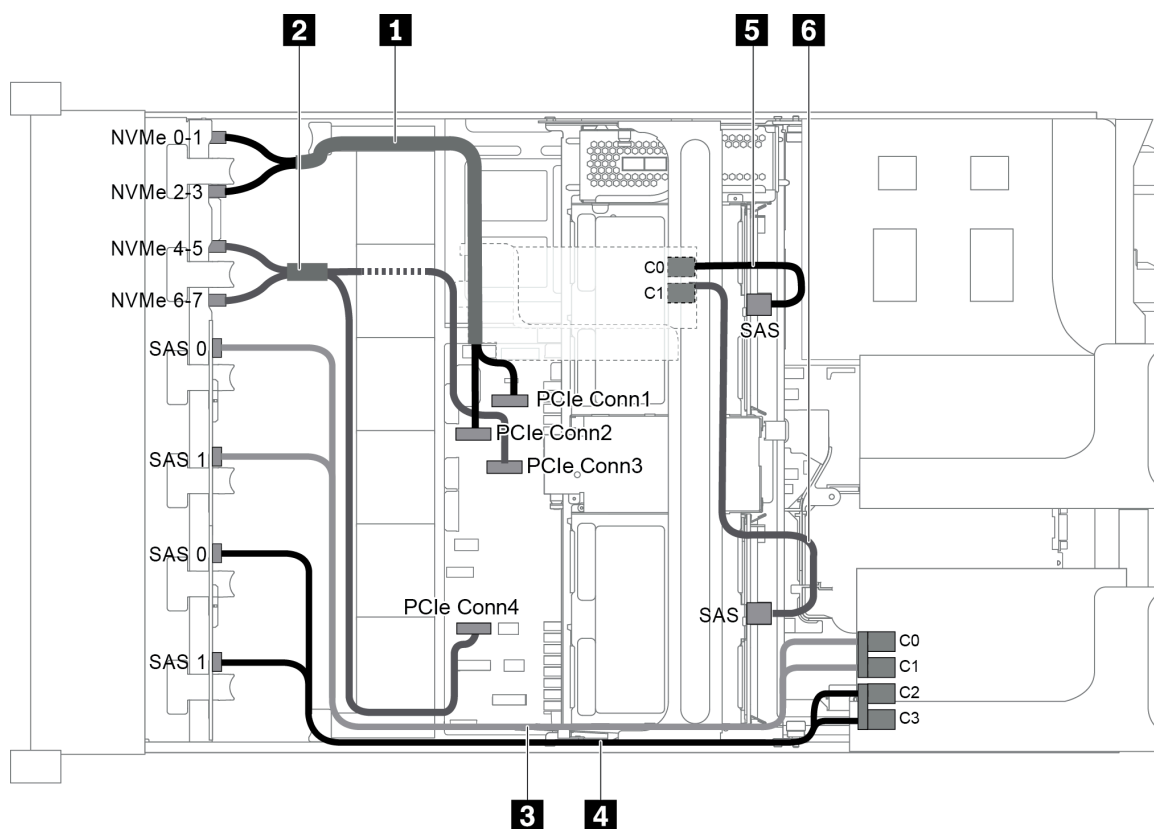 2
1
5
6
NVMe 0-1
NVMe 2-3
NVMe 4-5
NVMe 6-7
C0
C1
SAS
SAS 0
PCIe Conn1
PCIe Conn2
PCIe Conn3
SAS 1
SAS 0
PCIe Conn4
SAS
SAS 1
C0
C1
C2
C3
3
4